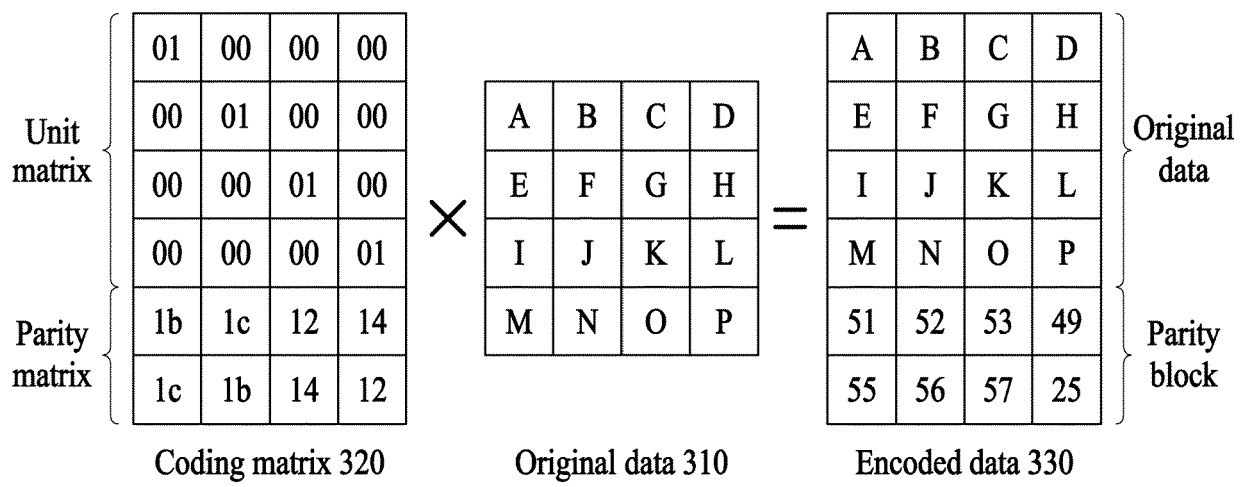 01 00 00 00
00 01 00 00
00 00 01 00
00 00 00 01
1b 1c 12 14
1c 1b 14 12
Unit
matrix
Parity
matrix
Coding matrix 320
×
A B C D
E F G H
I J K L
M N O P
Original data 310
=
A B C D
E F G H
I J K L
M N O P
51 52 53 49
55 56 57 25
Original
data
Parity
block
Encoded data 330